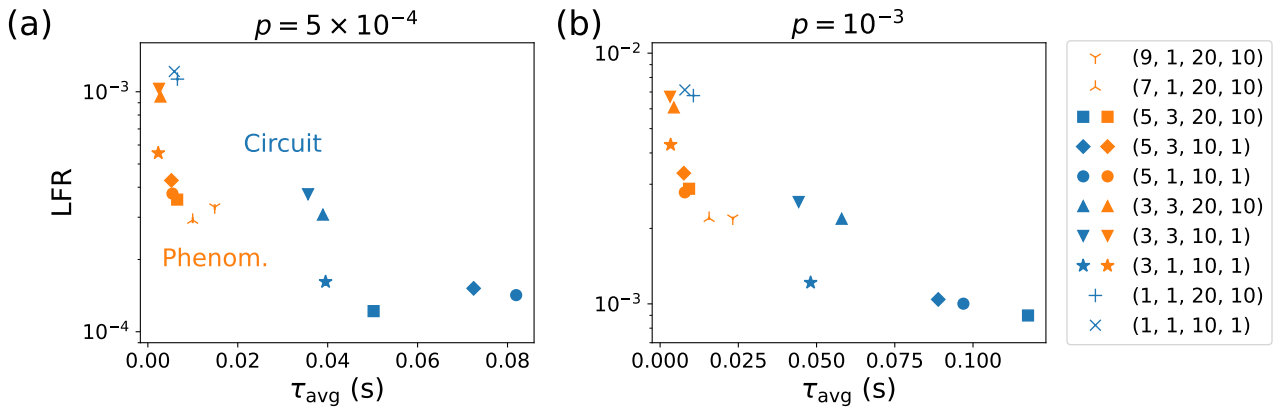 (a)
p = 5 × 10⁻⁴
10⁻³
10⁻⁴
LFR
Circuit
Phenom.
0.00 0.02 0.04 0.06 0.08
τavg (s)
(b)
p = 10⁻³
10⁻²
10⁻³
0.000 0.025 0.050 0.075 0.100
τavg (s)
(9, 1, 20, 10)
(7, 1, 20, 10)
(5, 3, 20, 10)
(5, 3, 10, 1)
(5, 1, 10, 1)
(3, 3, 20, 10)
(3, 3, 10, 1)
(3, 1, 10, 1)
(1, 1, 20, 10)
(1, 1, 10, 1)